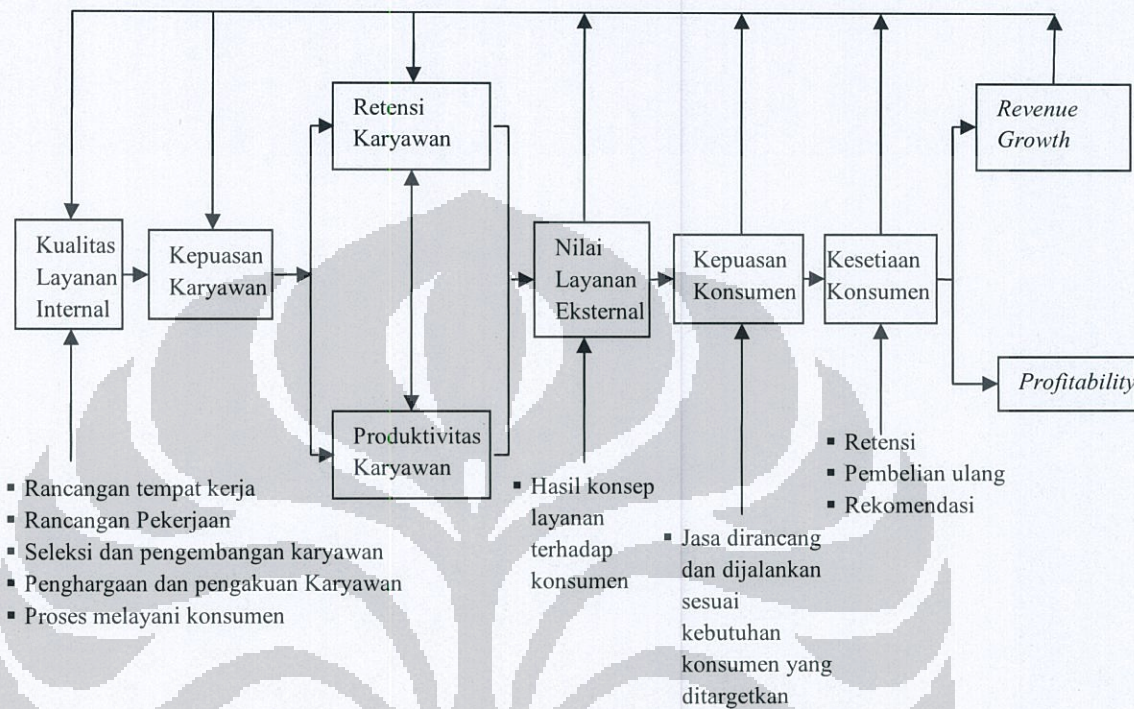 Retensi
Karyawan
Revenue
Growth
Kualitas
Layanan
Internal
Kepuasan
Karyawan
Nilai
Layanan
Eksternal
Kepuasan
Konsumen
Kesetiaan
Konsumen
Profitability
Produktivitas
Karyawan
▪ Rancangan tempat kerja
▪ Rancangan Pekerjaan
▪ Seleksi dan pengembangan karyawan
▪ Penghargaan dan pengakuan Karyawan
▪ Proses melayani konsumen
▪ Hasil konsep
layanan
terhadap
konsumen
▪ Jasa dirancang
dan dijalankan
sesuai
kebutuhan
konsumen yang
ditargetkan
▪ Retensi
▪ Pembelian ulang
▪ Rekomendasi